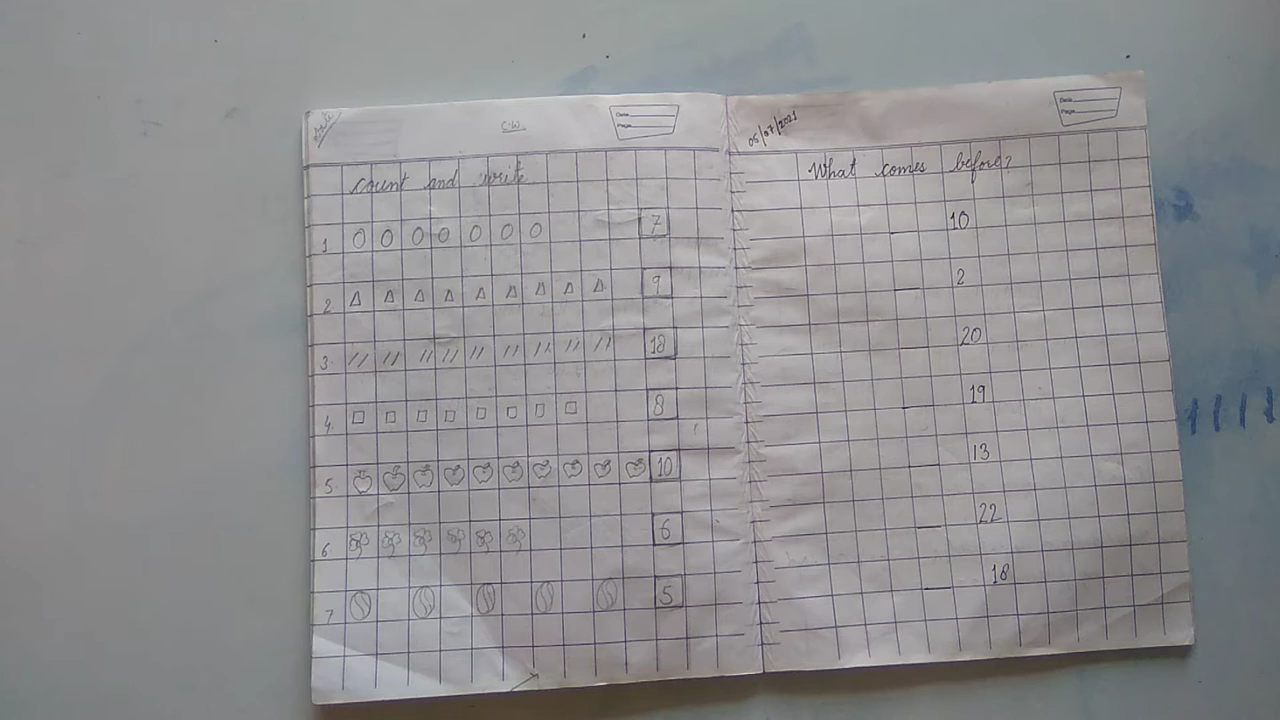 Date
C.W.
Date
Page
count and write
1. 7
2. 9
3. 18
4. 8
5. 10
6. 6
7 5
05/07/2021
Date
Page
What comes before?
10
2
20
19
13
22
18